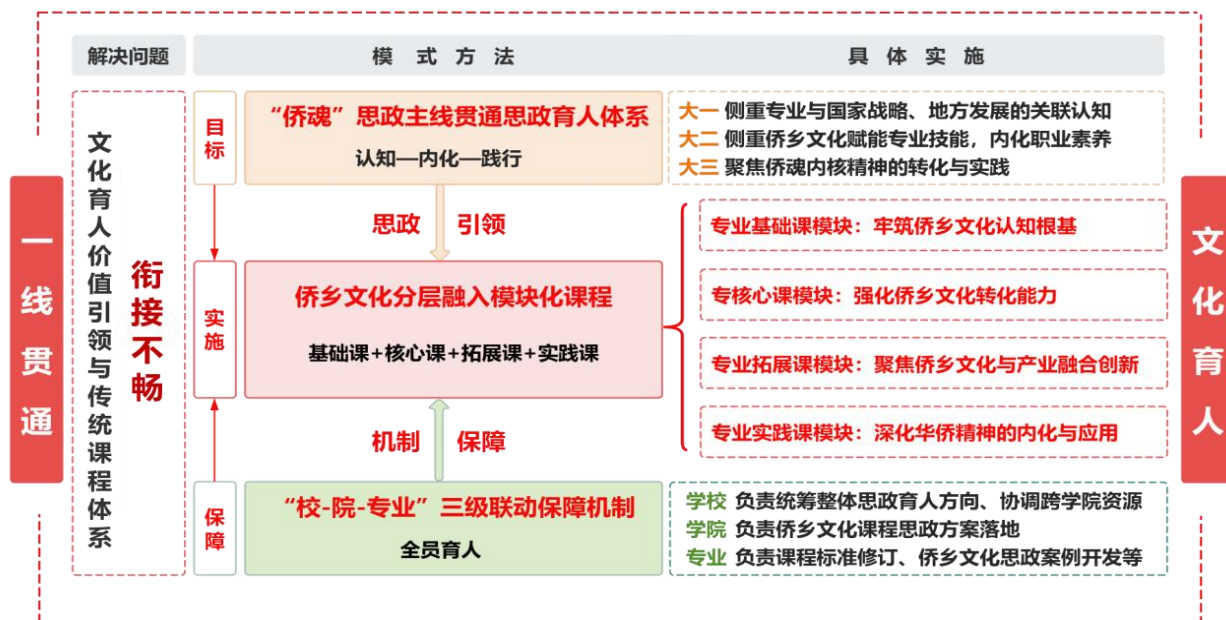 解决问题
模式方法
具体实施
一线贯通
文化育人价值引领与传统课程体系
衔接不畅
目标
“侨魂”思政主线贯通思政育人体系
认知—内化—践行
大一 侧重专业与国家战略、地方发展的关联认知
大二 侧重侨乡文化赋能专业技能，内化职业素养
大三 聚焦侨魂内核精神的转化与实践
思政 引领
实施
侨乡文化分层融入模块化课程
基础课+核心课+拓展课+实践课
专业基础课模块：牢筑侨乡文化认知根基
专核心课模块：强化侨乡文化转化能力
专业拓展课模块：聚焦侨乡文化与产业融合创新
专业实践课模块：深化华侨精神的内化与应用
机制 保障
保障
“校-院-专业”三级联动保障机制
全员育人
学校 负责统筹整体思政育人方向、协调跨学院资源
学院 负责侨乡文化课程思政方案落地
专业 负责课程标准修订、侨乡文化思政案例开发等
文化育人